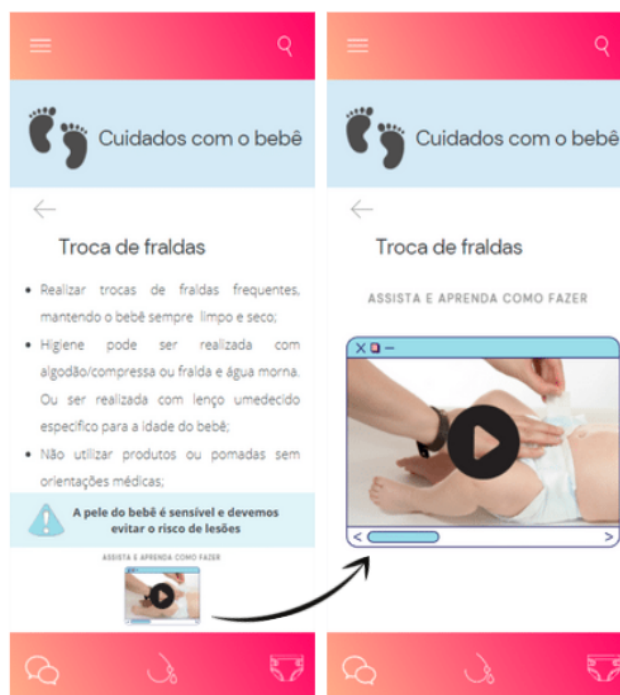 Cuidados com o bebê
Troca de fraldas
• Realizar trocas de fraldas frequentes,
mantendo o bebê sempre limpo e seco;
• Higiene pode ser realizada com
algodão/compressa ou fralda e água morna.
Ou ser realizada com lenço umedecido
específico para a idade do bebê;
• Não utilizar produtos ou pomadas sem
orientações médicas;
A pele do bebê é sensível e devemos
evitar o risco de lesões
ASSISTA E APRENDA COMO FAZER
Cuidados com o bebê
Troca de fraldas
ASSISTA E APRENDA COMO FAZER